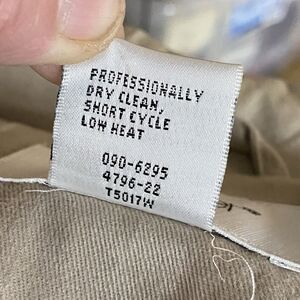 PROFESSIONALLY
DRY CLEAN,
SHORT CYCLE
LOW HEAT
090-6295
4796-22
T5017W